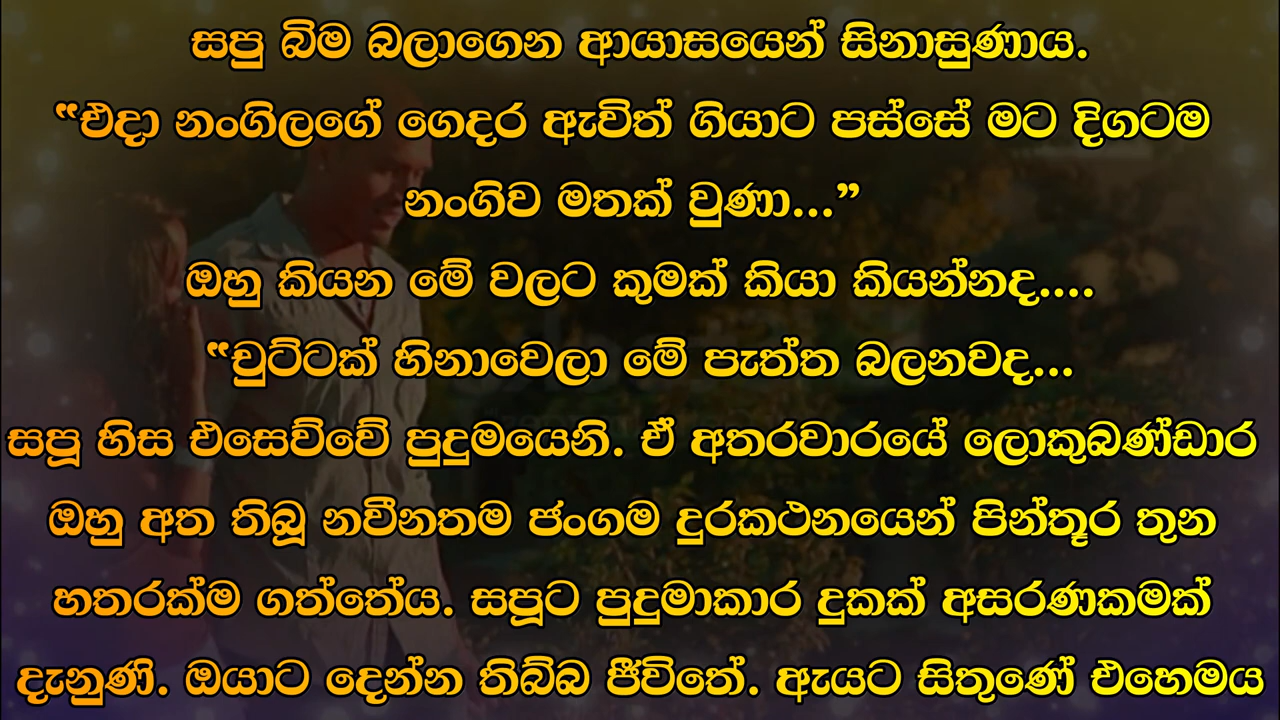 සපු බිම බලාගෙන ආයාසයෙන් සිනාසුණාය.
“එදා නංගිලගේ ගෙදර ඇවිත් ගියාට පස්සේ මට දිගටම
නංගිව මතක් වුණා...”
ඔහු කියන මේ වලට කුමක් කියා කියන්නද....
“චුට්ටක් හිනාවෙලා මේ පැත්ත බලනවද...
සපූ හිස එසෙව්වේ පුදුමයෙනි. ඒ අතරවාරයේ ලොකුබණ්ඩාර
ඔහු අත තිබූ නවීනතම ජංගම දුරකථනයෙන් පින්තූර තුන
හතරක්ම ගත්තේය. සපූට පුදුමාකාර දුකක් අසරණකමක්
දැනුණි. ඔයාට දෙන්න තිබ්බ ජීවිතේ. ඇයට සිතුණේ එහෙමය